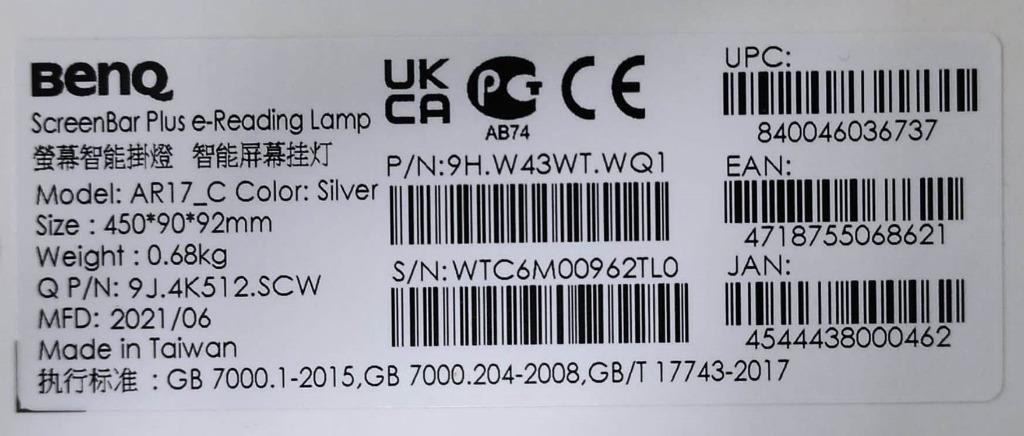 BenQ
ScreenBar Plus e-Reading Lamp
螢幕智能掛燈 智能屏幕挂灯
Model: AR17_C Color: Silver
Size : 450*90*92mm
Weight : 0.68kg
Q P/N: 9J.4K512.SCW
MFD: 2021/06
Made in Taiwan
执行标准 : GB 7000.1-2015,GB 7000.204-2008,GB/T 17743-2017
UK
CA
РСТ
AB74
CE
P/N:9H.W43WT.WQ1
S/N:WTC6M00962TL0
UPC:
840046036737
EAN:
4718755068621
JAN:
4544438000462